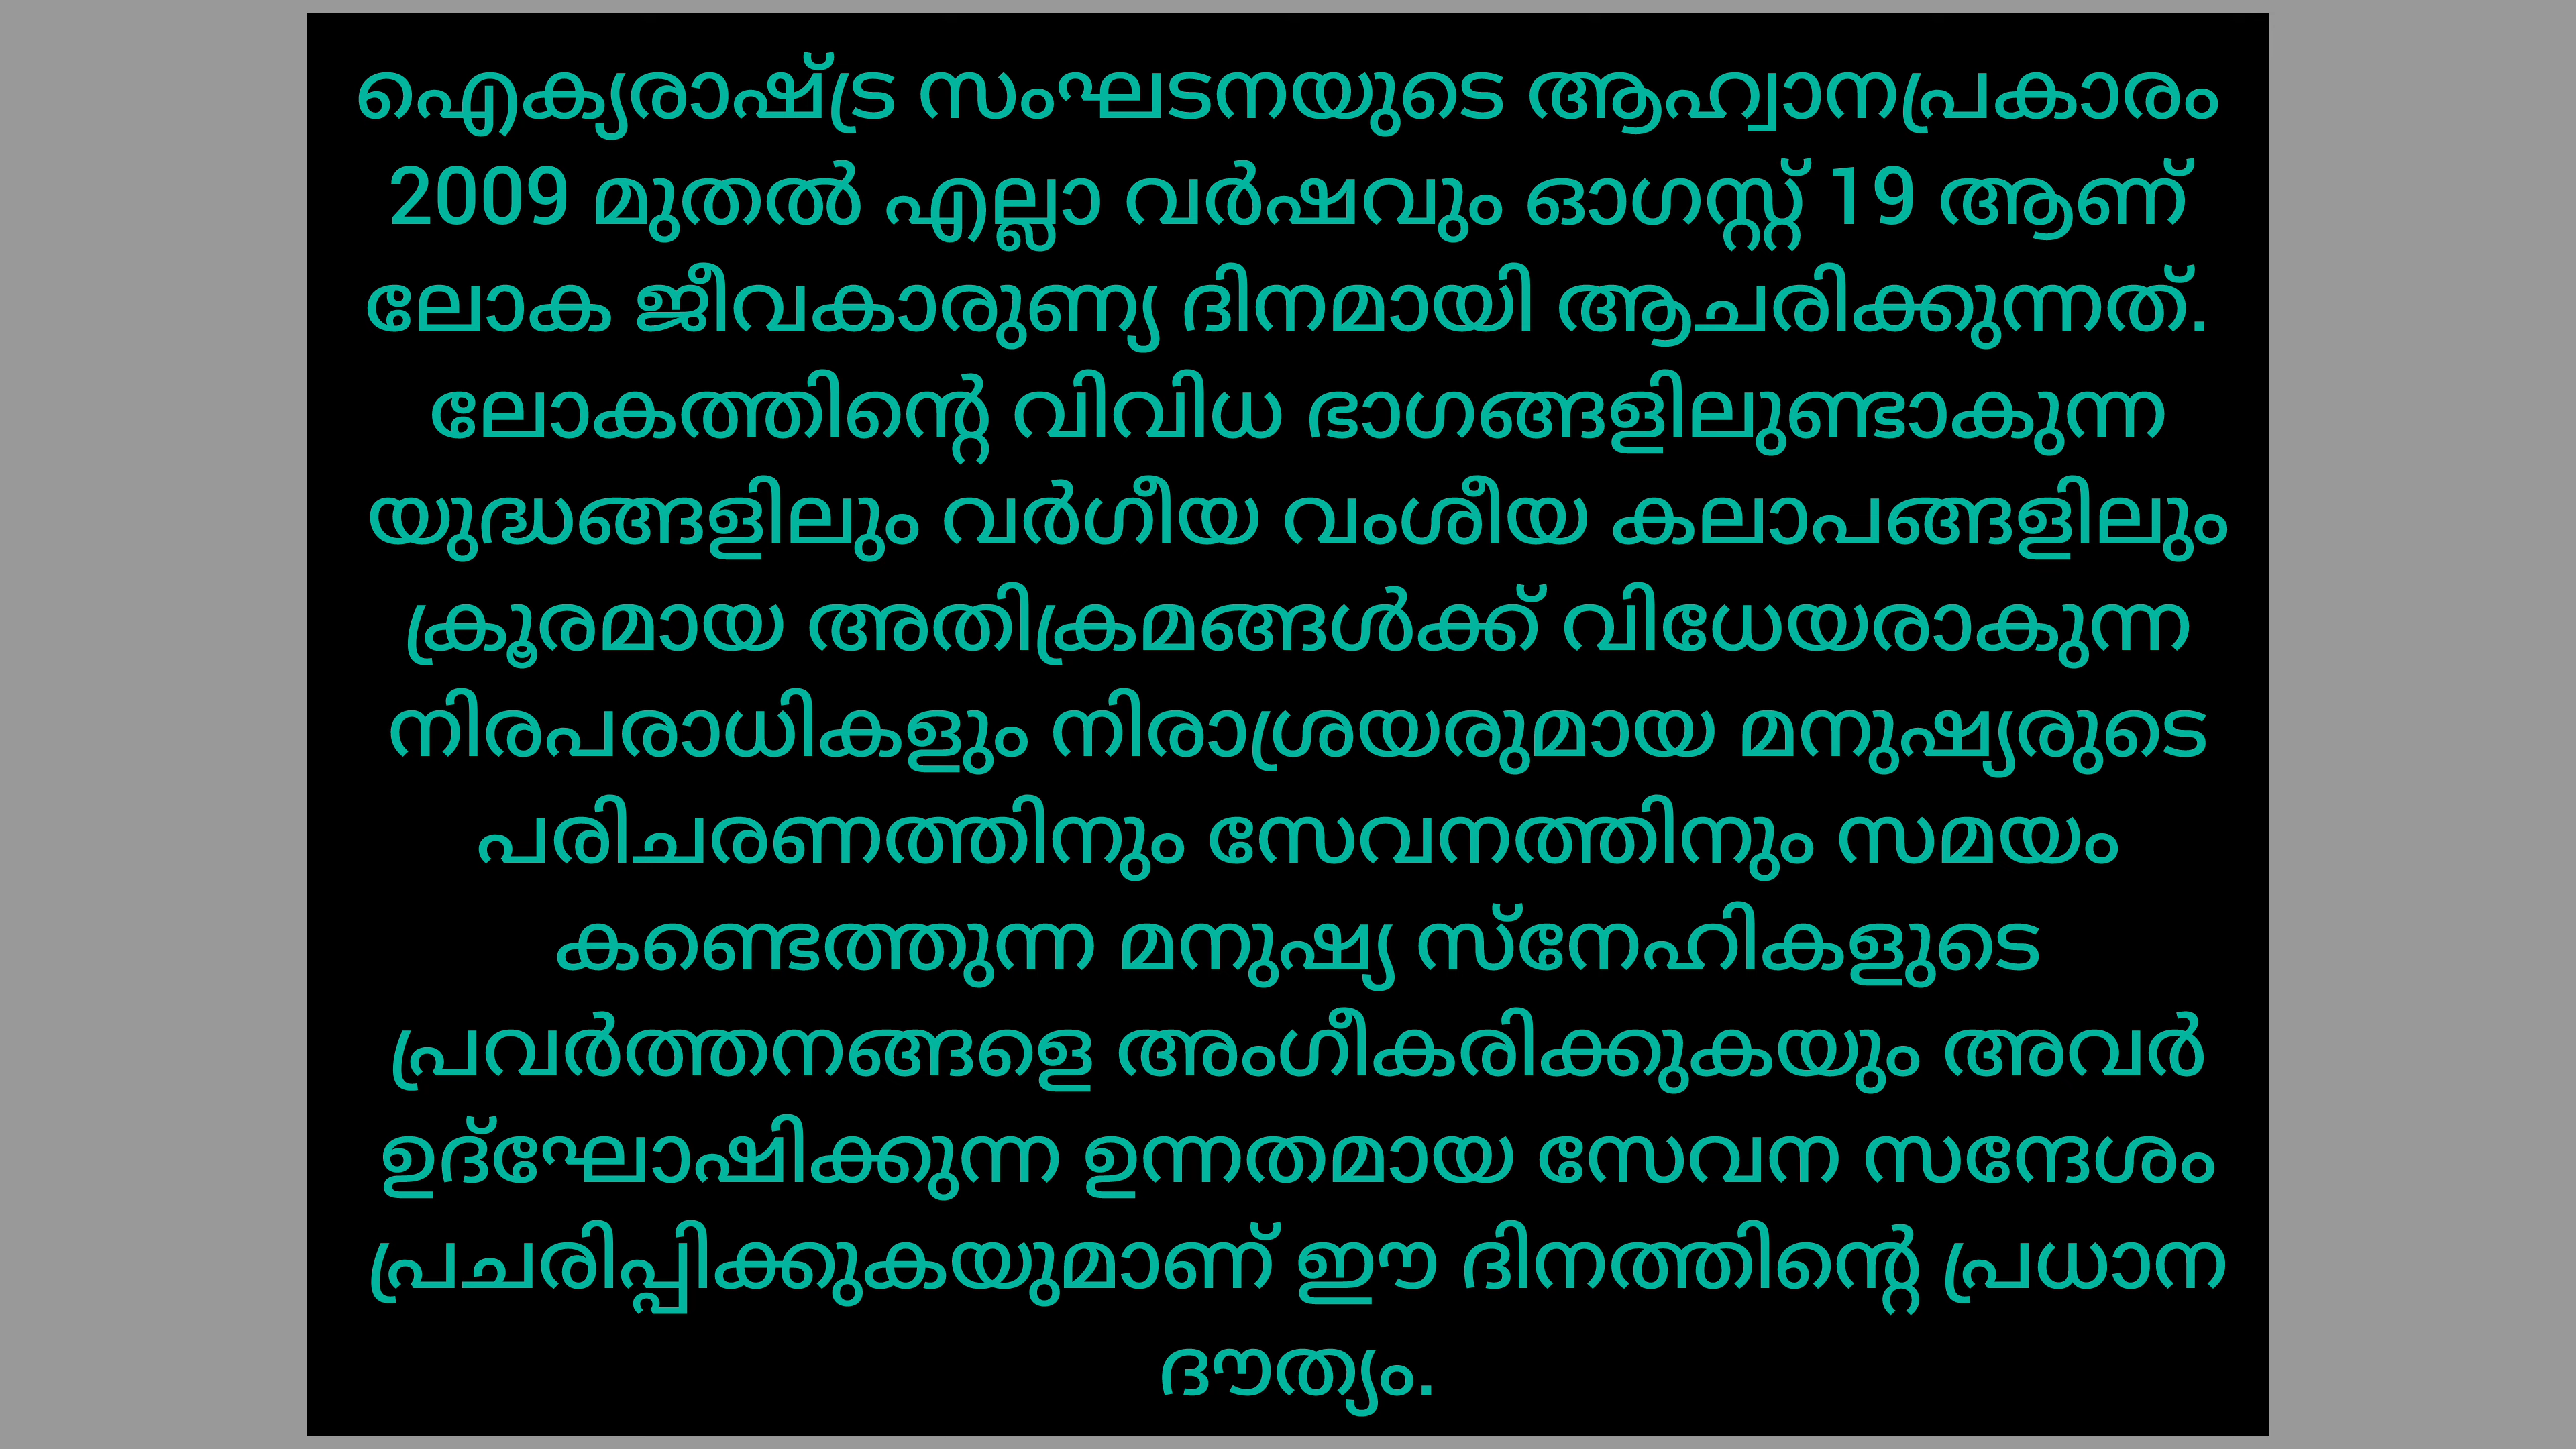 ഐക്യരാഷ്ട്ര സംഘടനയുടെ ആഹ്വാനപ്രകാരം
2009 മുതൽ എല്ലാ വർഷവും ഓഗസ്റ്റ് 19 ആണ്
ലോക ജീവകാരുണ്യ ദിനമായി ആചരിക്കുന്നത്.
ലോകത്തിന്റെ വിവിധ ഭാഗങ്ങളിലുണ്ടാകുന്ന
യുദ്ധങ്ങളിലും വർഗീയ വംശീയ കലാപങ്ങളിലും
ക്രൂരമായ അതിക്രമങ്ങൾക്ക് വിധേയരാകുന്ന
നിരപരാധികളും നിരാശ്രയരുമായ മനുഷ്യരുടെ
പരിചരണത്തിനും സേവനത്തിനും സമയം
കണ്ടെത്തുന്ന മനുഷ്യ സ്നേഹികളുടെ
പ്രവർത്തനങ്ങളെ അംഗീകരിക്കുകയും അവർ
ഉദ്ഘോഷിക്കുന്ന ഉന്നതമായ സേവന സന്ദേശം
പ്രചരിപ്പിക്കുകയുമാണ് ഈ ദിനത്തിന്റെ പ്രധാന
ദൗത്യം.